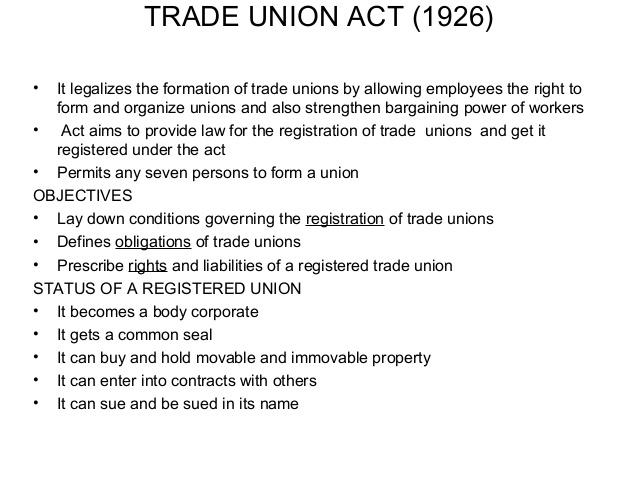 TRADE UNION ACT (1926)
• It legalizes the formation of trade unions by allowing employees the right to
form and organize unions and also strengthen bargaining power of workers
• Act aims to provide law for the registration of trade unions and get it
registered under the act
• Permits any seven persons to form a union
OBJECTIVES
• Lay down conditions governing the registration of trade unions
• Defines obligations of trade unions
• Prescribe rights and liabilities of a registered trade union
STATUS OF A REGISTERED UNION
• It becomes a body corporate
• It gets a common seal
• It can buy and hold movable and immovable property
• It can enter into contracts with others
• It can sue and be sued in its name